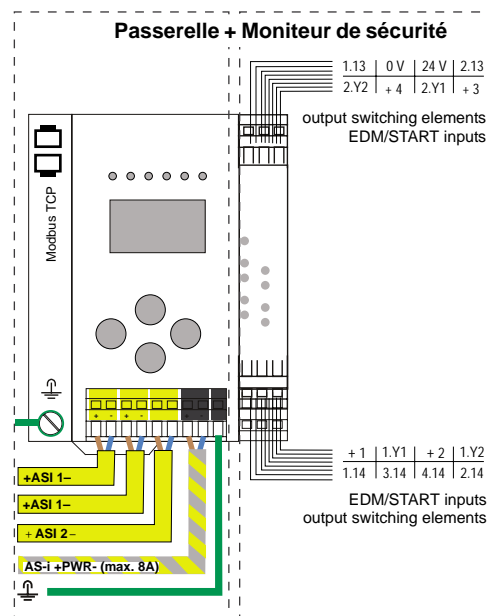 Passerelle + Moniteur de sécurité
1.13 0 V 24 V 2.13
2.Y2 + 4 2.Y1 + 3
output switching elements
EDM/START inputs
Modbus TCP
+ - + - + -
+ASI 1–
+ASI 1–
+ ASI 2 –
AS-i +PWR- (max. 8A)
+ 1 1.Y1 + 2 1.Y2
1.14 3.14 4.14 2.14
EDM/START inputs
output switching elements